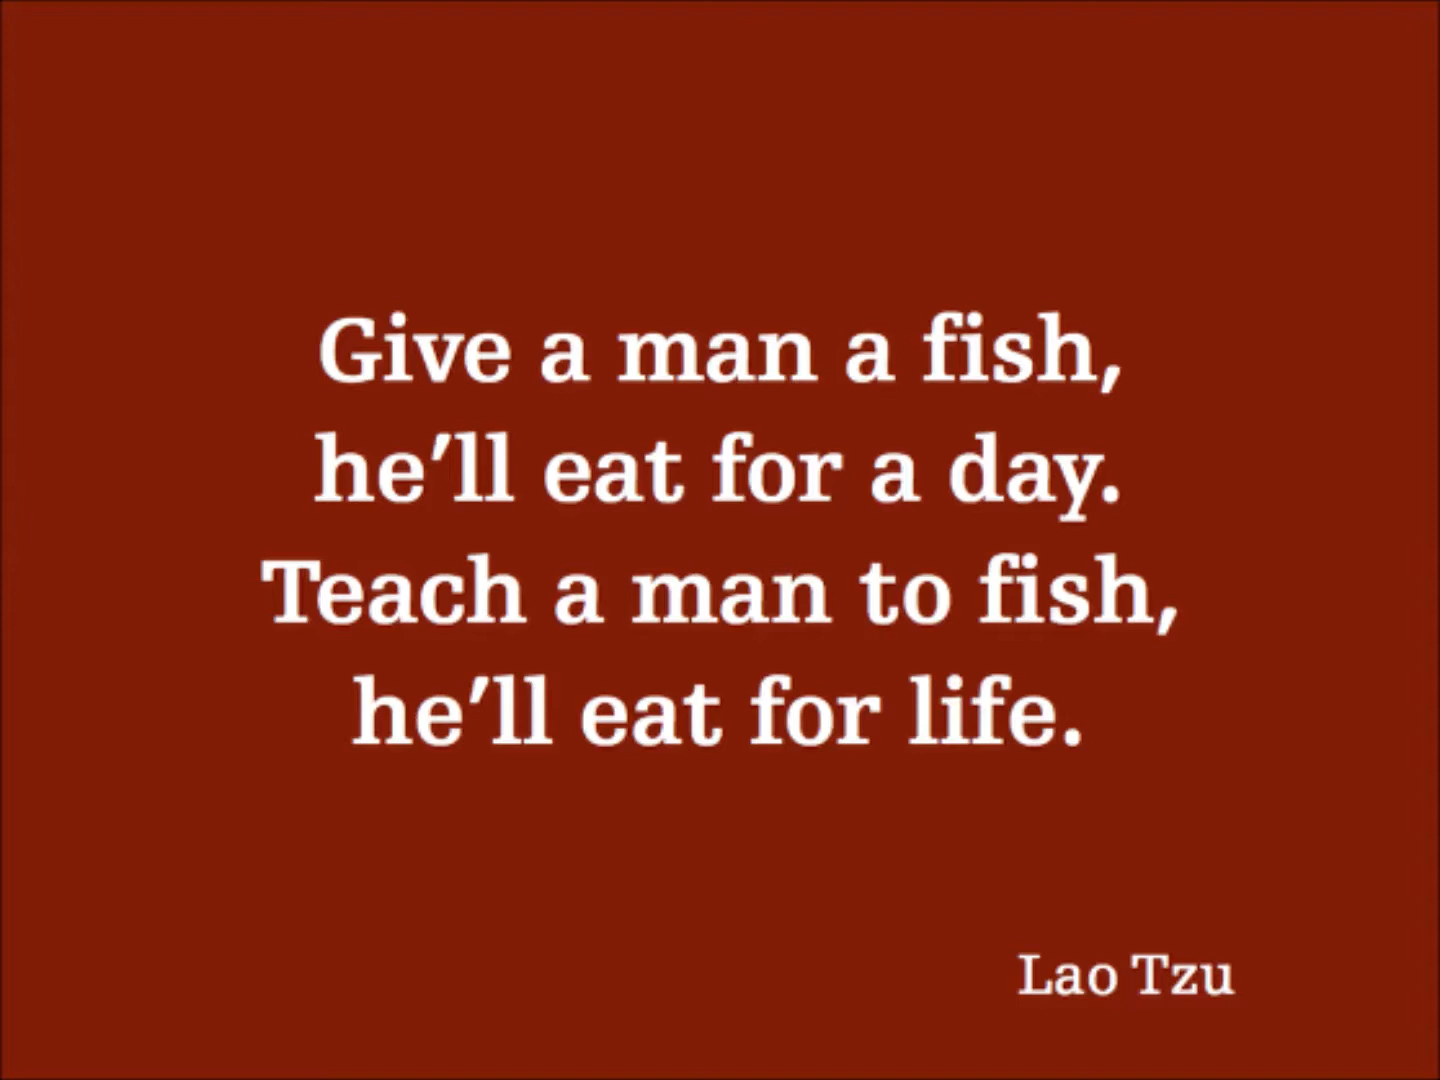 Give a man a fish,
he’ll eat for a day.
Teach a man to fish,
he’ll eat for life.
Lao Tzu